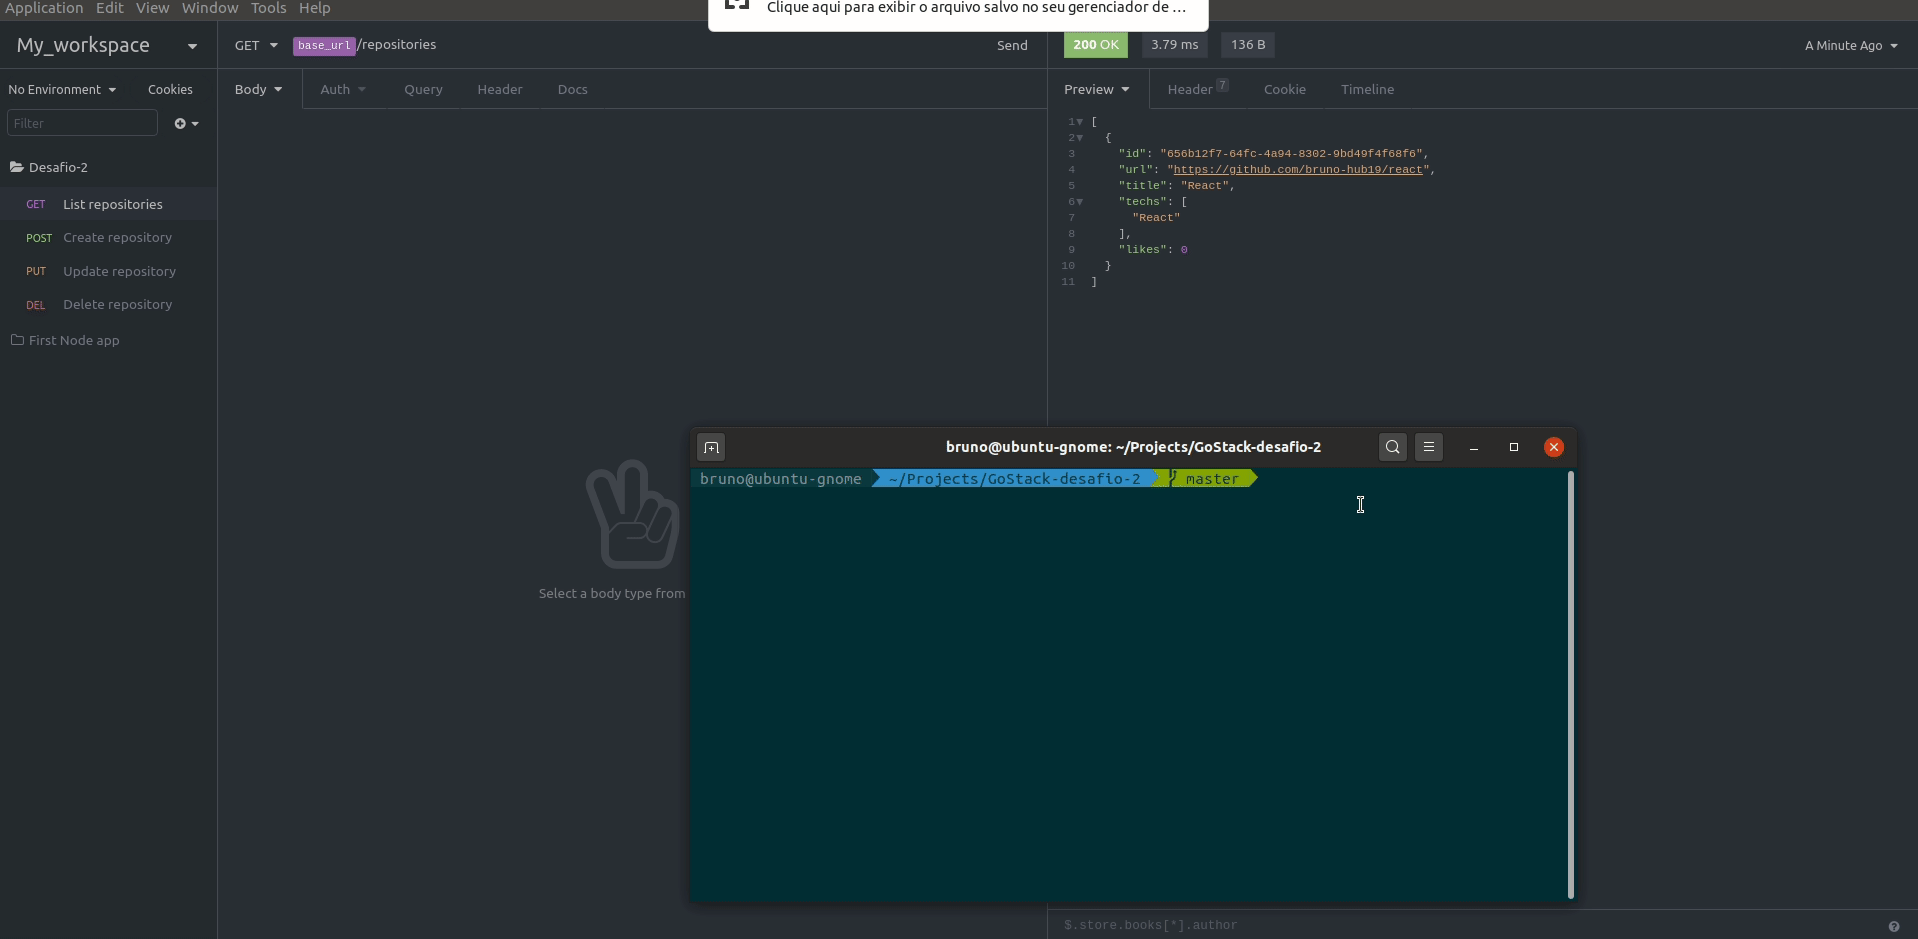 Application Edit View Window Tools Help
Clique aqui para exibir o arquivo salvo no seu gerenciador de ...
My_workspace
GET base_url/repositories Send
200 OK 3.79 ms 136 B A Minute Ago
No Environment Cookies
Body Auth Query Header Docs
Preview Header 7 Cookie Timeline
Filter
Desafio-2
GET List repositories
POST Create repository
PUT Update repository
DEL Delete repository
First Node app
1 [
2 {
3 "id": "656b12f7-64fc-4a94-8302-9bd49f4f68f6",
4 "url": "https://github.com/bruno-hub19/react",
5 "title": "React",
6 "techs": [
7 "React"
8 ],
9 "likes": 0
10 }
11 ]
Select a body type from
bruno@ubuntu-gnome: ~/Projects/GoStack-desafio-2
bruno@ubuntu-gnome ~/Projects/GoStack-desafio-2 master
$.store.books[*].author